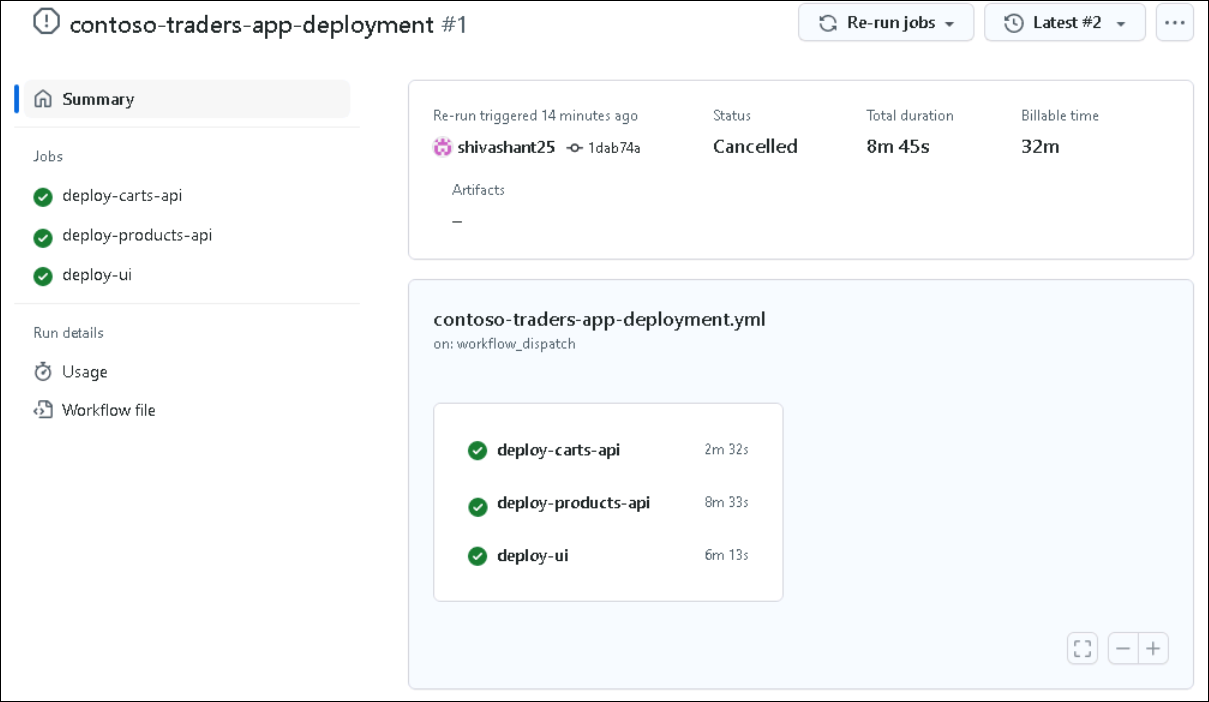 contoso-traders-app-deployment #1
Re-run jobs
Latest #2
Summary
Jobs
deploy-carts-api
deploy-products-api
deploy-ui
Run details
Usage
Workflow file
Re-run triggered 14 minutes ago
shivashant25 1dab74a
Status
Cancelled
Total duration
8m 45s
Billable time
32m
Artifacts
–
contoso-traders-app-deployment.yml
on: workflow_dispatch
deploy-carts-api 2m 32s
deploy-products-api 8m 33s
deploy-ui 6m 13s